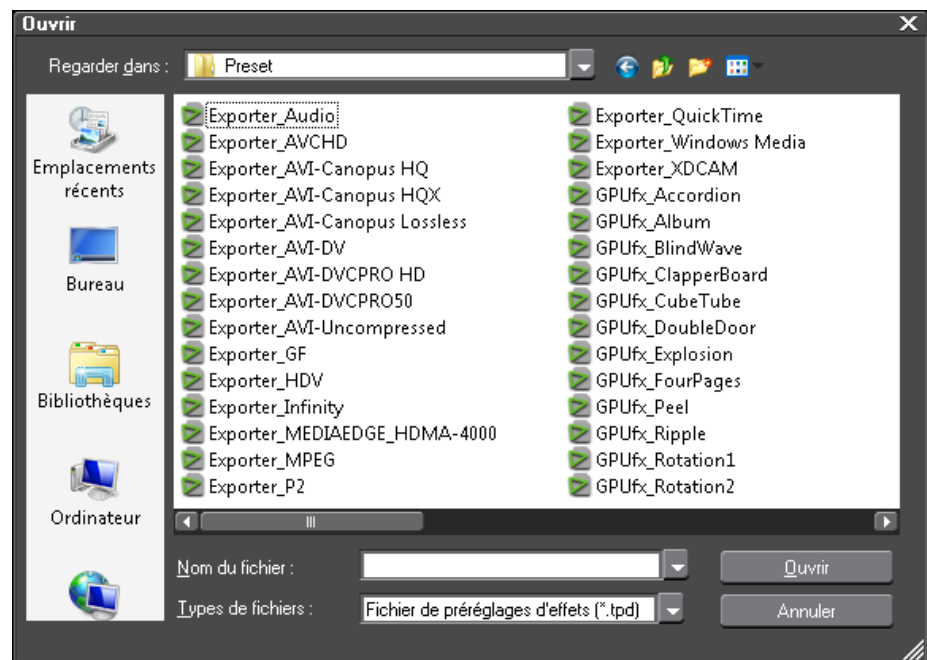 Ouvrir
Regarder dans :
Preset
Emplacements
récents
Bureau
Bibliothèques
Ordinateur
Exporter_Audio
Exporter_AVCHD
Exporter_AVI-Canopus HQ
Exporter_AVI-Canopus HQX
Exporter_AVI-Canopus Lossless
Exporter_AVI-DV
Exporter_AVI-DVCPRO HD
Exporter_AVI-DVCPRO50
Exporter_AVI-Uncompressed
Exporter_GF
Exporter_HDV
Exporter_Infinity
Exporter_MEDIAEDGE_HDMA-4000
Exporter_MPEG
Exporter_P2
Exporter_QuickTime
Exporter_Windows Media
Exporter_XDCAM
GPUfx_Accordion
GPUfx_Album
GPUfx_BlindWave
GPUfx_ClapperBoard
GPUfx_CubeTube
GPUfx_DoubleDoor
GPUfx_Explosion
GPUfx_FourPages
GPUfx_Peel
GPUfx_Ripple
GPUfx_Rotation1
GPUfx_Rotation2
Nom du fichier :
Ouvrir
Types de fichiers :
Fichier de préréglages d'effets (*.tpd)
Annuler